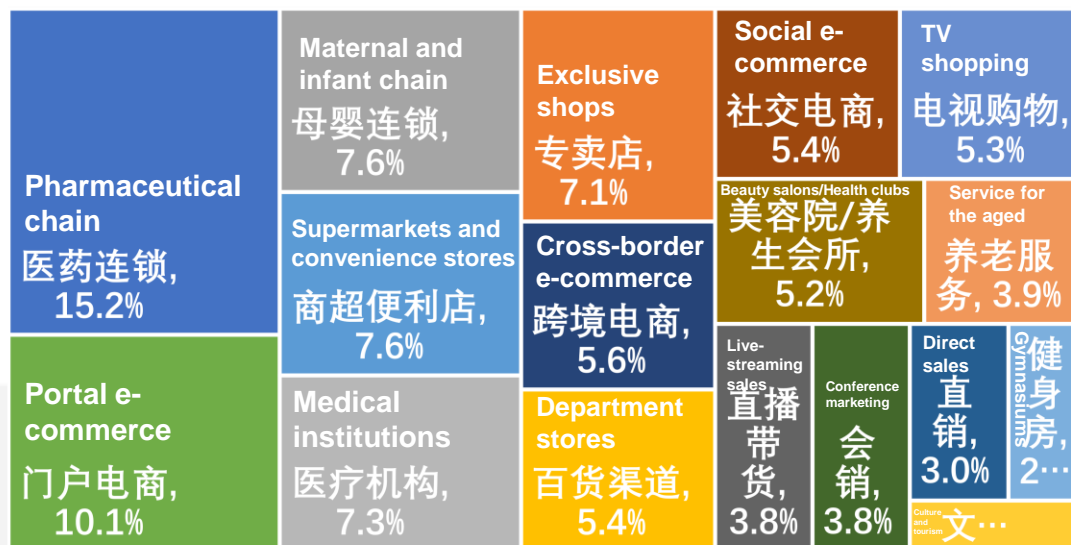 Pharmaceutical
chain
医药连锁,
15.2%
Portal e-
commerce
门户电商,
10.1%
Maternal and
infant chain
母婴连锁,
7.6%
Supermarkets and
convenience stores
商超便利店,
7.6%
Medical
institutions
医疗机构,
7.3%
Exclusive
shops
专卖店,
7.1%
Cross-border
e-commerce
跨境电商,
5.6%
Department
stores
百货渠道,
5.4%
Social e-
commerce
社交电商,
5.4%
TV
shopping
电视购物,
5.3%
Beauty salons/Health clubs
美容院/养
生会所,
5.2%
Service for
the aged
养老服
务, 3.9%
Live-
streaming
sales
直播
带
货,
3.8%
Conference
marketing
会
销,
3.8%
Direct
sales
直
销,
3.0%
Gymnasiums
健
身
房,
2…
Culture
and
tourism
文…